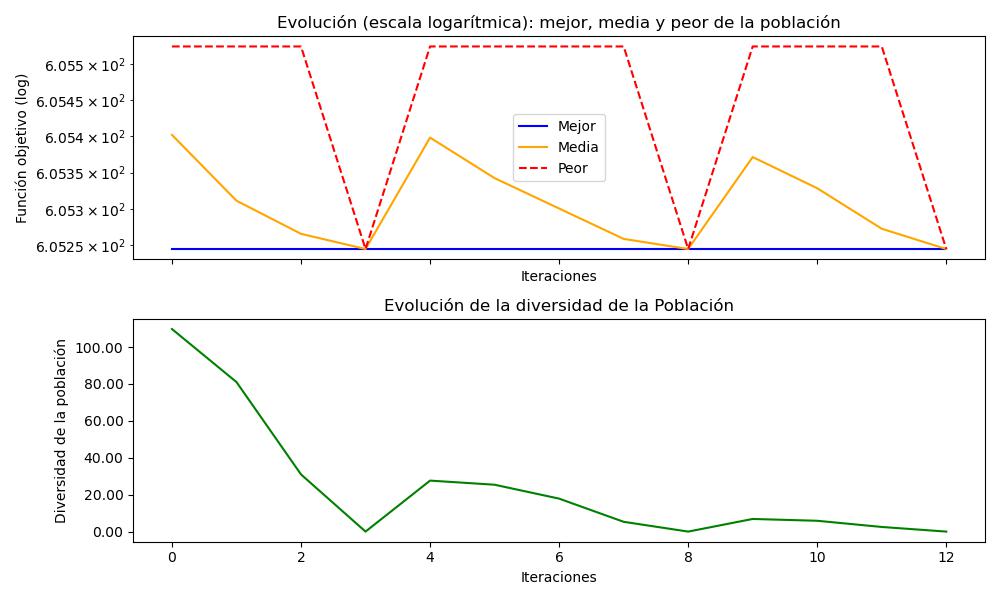 Evolución (escala logarítmica): mejor, media y peor de la población
Función objetivo (log)
6.055 × 10²
6.0545 × 10²
6.054 × 10²
6.0535 × 10²
6.053 × 10²
6.0525 × 10²
Mejor
Media
Peor
Iteraciones
Evolución de la diversidad de la Población
Diversidad de la población
100.00
80.00
60.00
40.00
20.00
0.00
0 2 4 6 8 10 12
Iteraciones